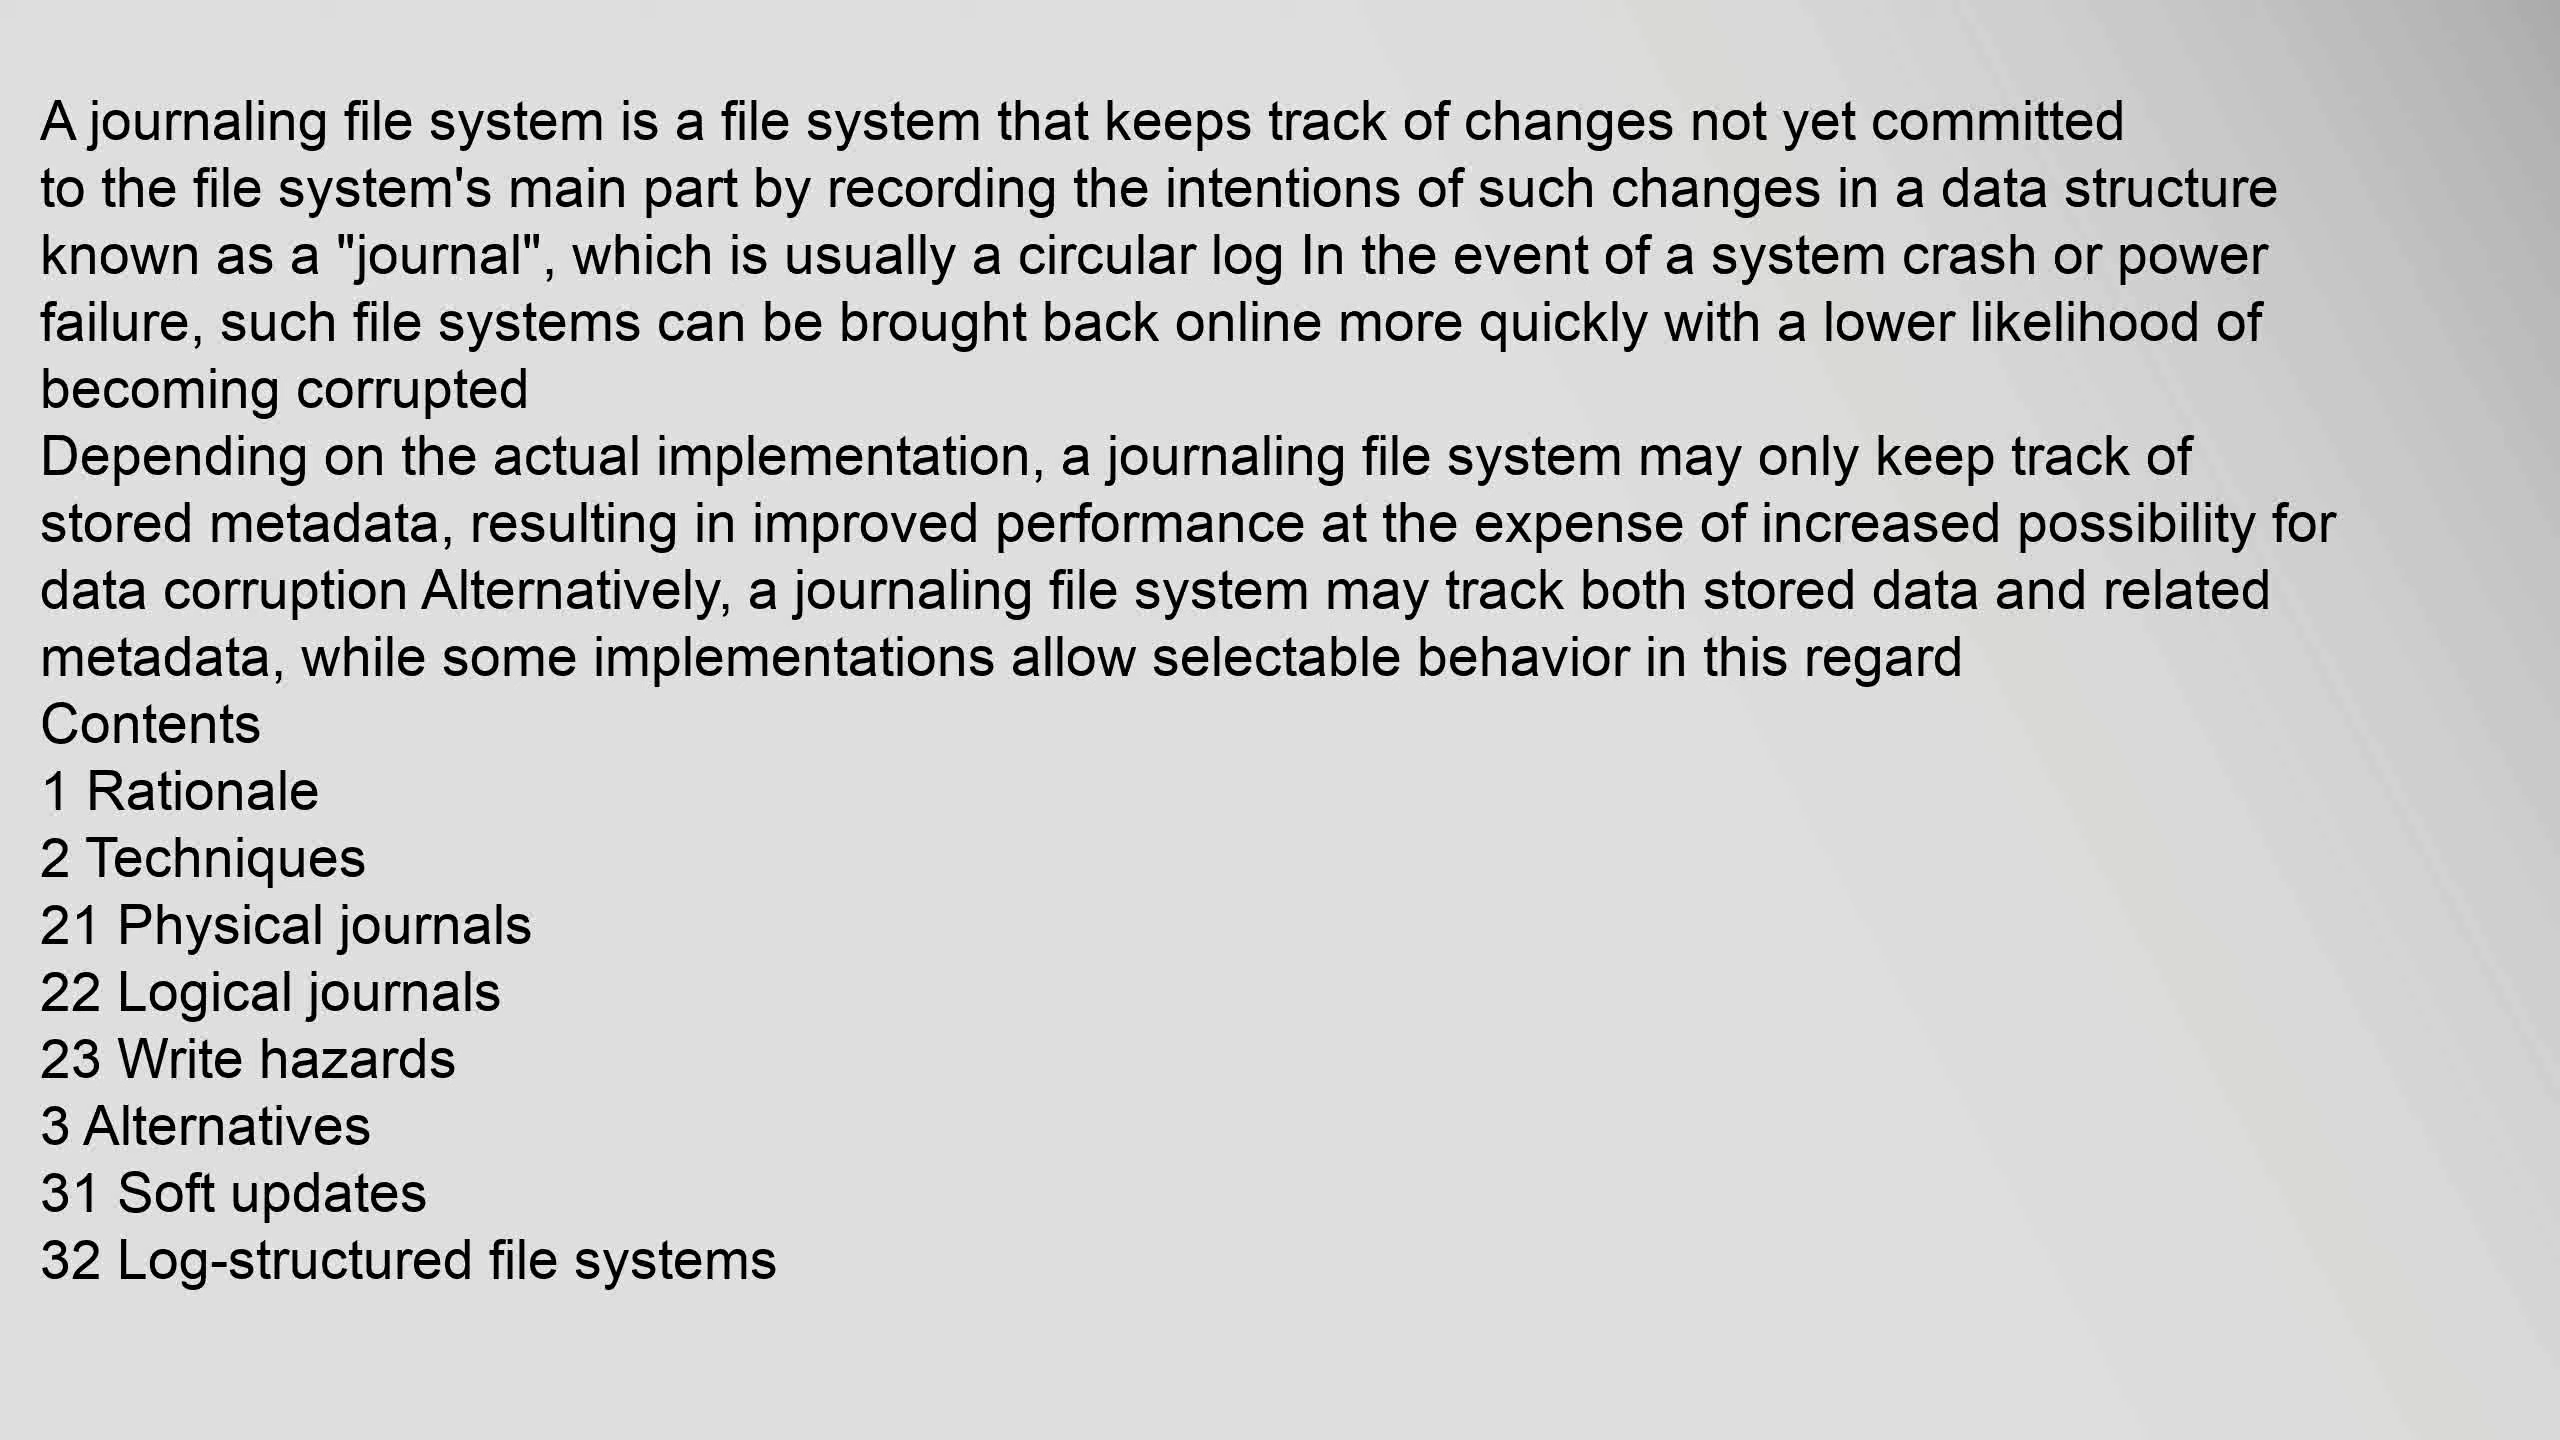 A journaling file system is a file system that keeps track of changes not yet committed
to the file system's main part by recording the intentions of such changes in a data structure
known as a "journal", which is usually a circular log In the event of a system crash or power
failure, such file systems can be brought back online more quickly with a lower likelihood of
becoming corrupted
Depending on the actual implementation, a journaling file system may only keep track of
stored metadata, resulting in improved performance at the expense of increased possibility for
data corruption Alternatively, a journaling file system may track both stored data and related
metadata, while some implementations allow selectable behavior in this regard
Contents
1 Rationale
2 Techniques
21 Physical journals
22 Logical journals
23 Write hazards
3 Alternatives
31 Soft updates
32 Log-structured file systems